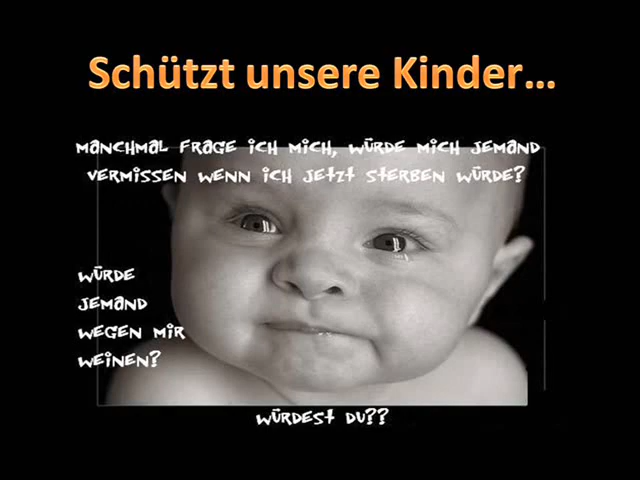 Schützt unsere Kinder...
Manchmal frage ich mich, würde mich jemand
vermissen wenn ich jetzt sterben würde?
würde
jemand
wegen mir
weinen?
würdest du??